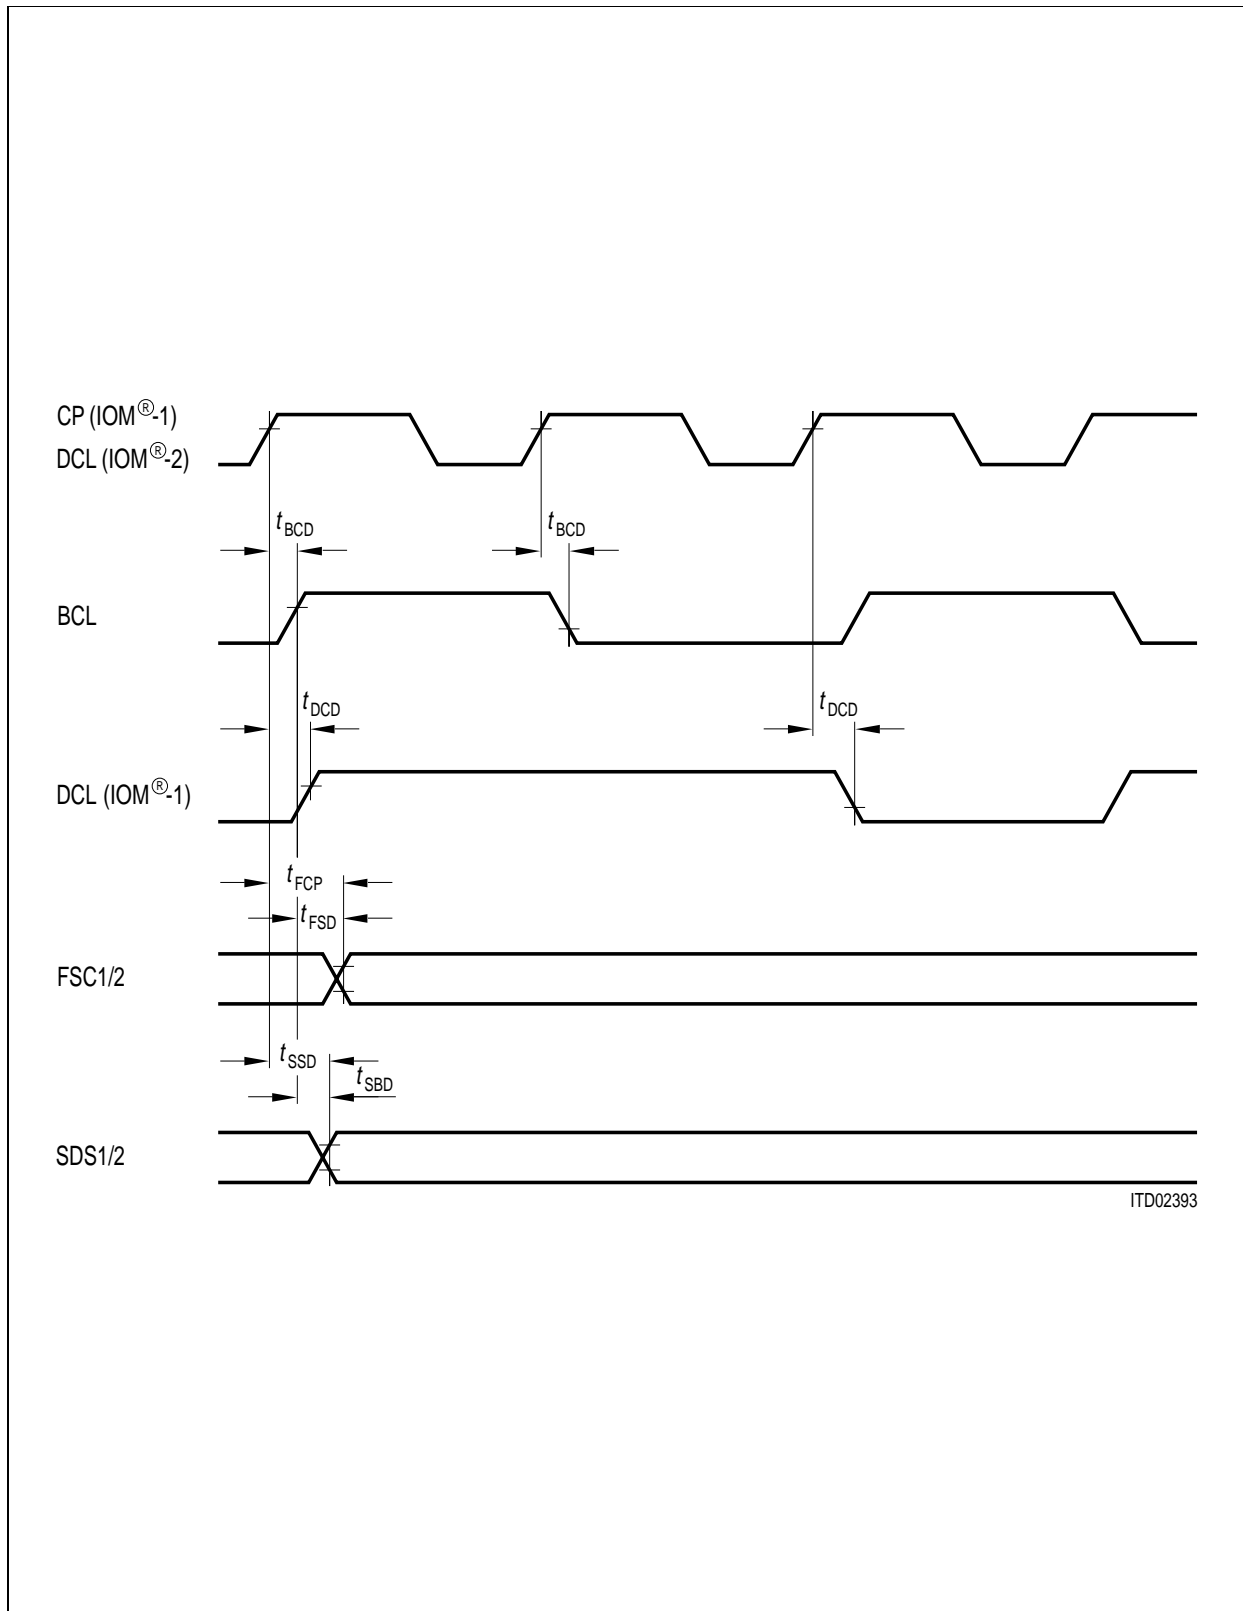 CP (IOM®-1)
DCL (IOM®-2)
tBCD
tBCD
BCL
tDCD
tDCD
DCL (IOM®-1)
tFCP
tFSD
FSC1/2
tSSD
tSBD
SDS1/2
ITD02393